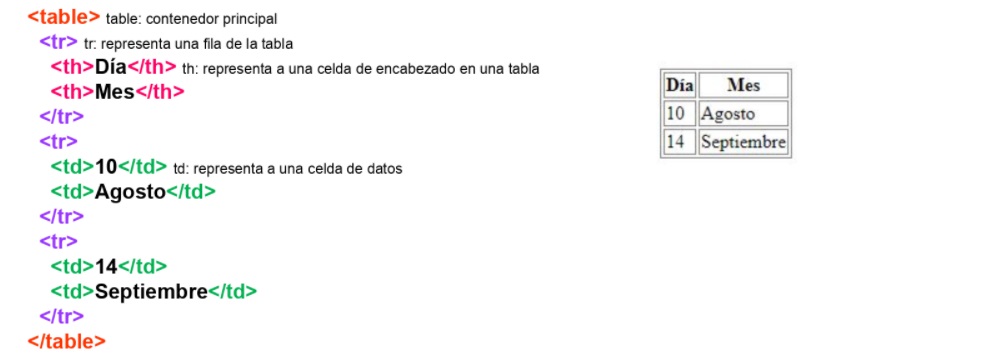 <table> table: contenedor principal
<tr> tr: representa una fila de la tabla
<th>Día</th> th: representa a una celda de encabezado en una tabla
<th>Mes</th>
</tr>
<tr>
<td>10</td> td: representa a una celda de datos
<td>Agosto</td>
</tr>
<tr>
<td>14</td>
<td>Septiembre</td>
</tr>
</table>
Día Mes
10 Agosto
14 Septiembre